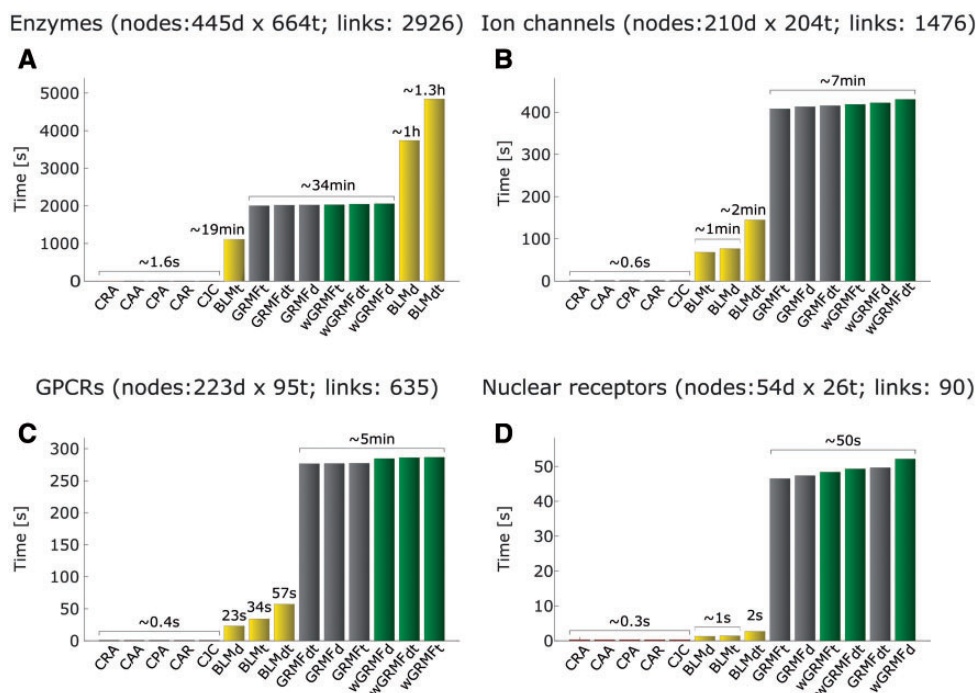 Enzymes (nodes:445d x 664t; links: 2926)
A
Time [s]
5000
4000
3000
2000
1000
0
~1.6s
~19min
~34min
~1h
~1.3h
CRA
CAA
CPA
CAR
CJC
BLMt
GRMFt
GRMFdt
GRMFd
wGRMFt
wGRMFdt
wGRMFd
BLMd
BLMdt
Ion channels (nodes:210d x 204t; links: 1476)
B
Time [s]
400
300
200
100
0
~0.6s
~1min
~2min
~7min
CRA
CAA
CPA
CAR
CJC
BLMt
BLMd
BLMdt
GRMFt
GRMFd
GRMFdt
wGRMFt
wGRMFd
wGRMFdt
GPCRs (nodes:223d x 95t; links: 635)
C
Time [s]
300
250
200
150
100
50
0
~0.4s
23s
34s
57s
~5min
CRA
CAA
CPA
CAR
CJC
BLMd
BLMt
BLMdt
GRMFdt
GRMFd
GRMFt
wGRMFd
wGRMFdt
wGRMFt
Nuclear receptors (nodes:54d x 26t; links: 90)
D
Time [s]
50
40
30
20
10
0
~0.3s
~1s
2s
~50s
CRA
CAA
CPA
CAR
CJC
BLMd
BLMt
BLMdt
GRMFt
GRMFd
wGRMFt
wGRMFdt
GRMFdt
wGRMFd